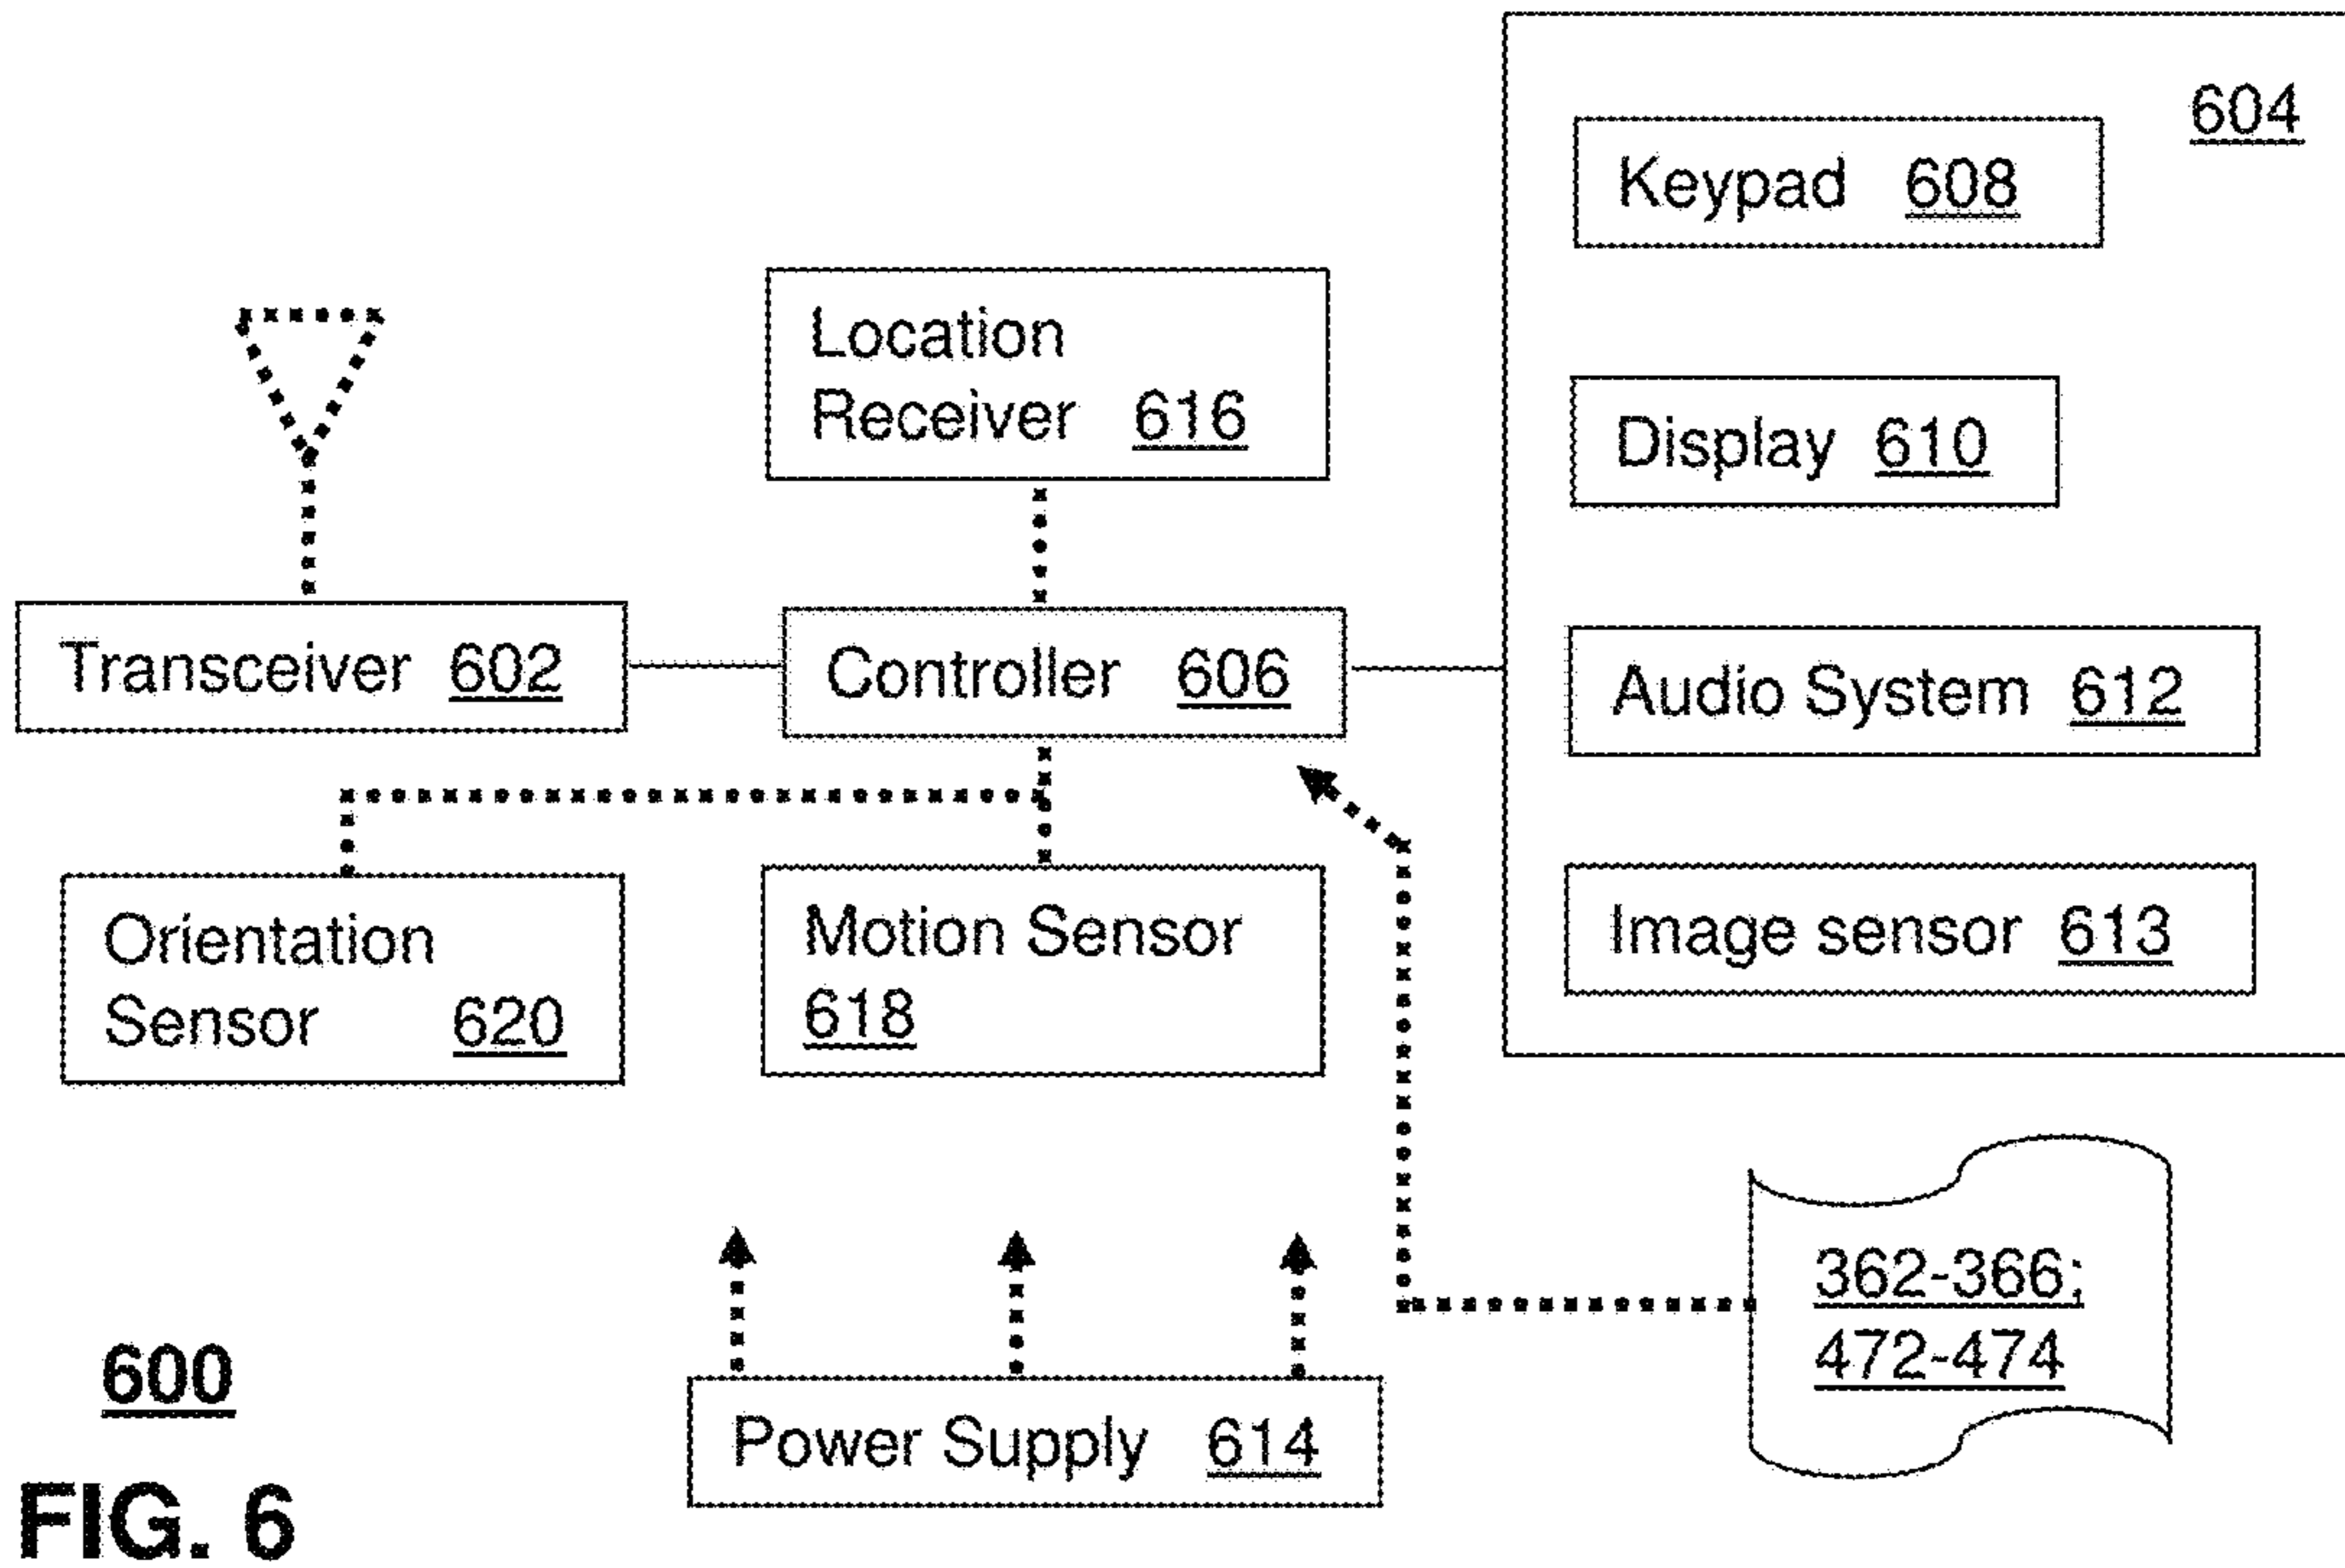 604
Keypad 608
Location
Receiver 616
Display 610
Transceiver 602
Controller 606
Audio System 612
Orientation
Sensor 620
Motion Sensor
618
Image sensor 613
362-366;
472-474
Power Supply 614
600
FIG. 6